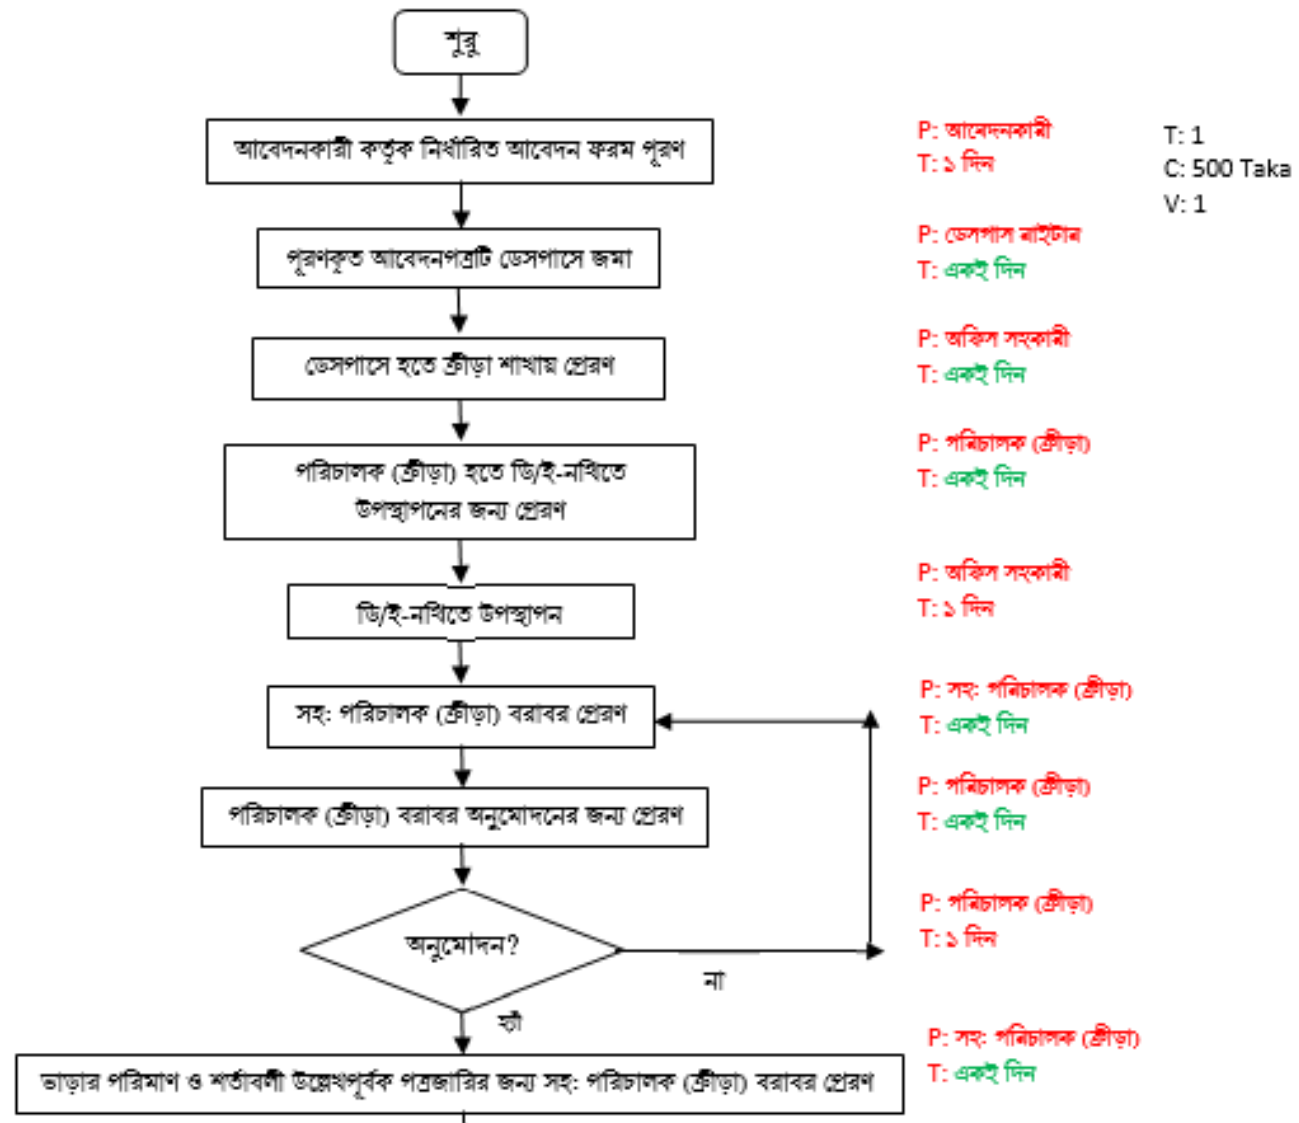 শুরু
আবেদনকারী কর্তৃক নির্ধারিত আবেদন ফরম পূরণ
P: আবেদনকারী
T: ১ দিন
T: 1
C: 500 Taka
V: 1
পূরণকৃত আবেদনপত্রটি ডেসপাসে জমা
P: ডেসপাস রাইটার
T: একই দিন
ডেসপাসে হতে ক্রীড়া শাখায় প্রেরণ
P: অফিস সহকারী
T: একই দিন
পরিচালক (ক্রীড়া) হতে ডি/ই-নথিতে
উপস্থাপনের জন্য প্রেরণ
P: পরিচালক (ক্রীড়া)
T: একই দিন
ডি/ই-নথিতে উপস্থাপন
P: অফিস সহকারী
T: ১ দিন
সহ: পরিচালক (ক্রীড়া) বরাবর প্রেরণ
P: সহ: পরিচালক (ক্রীড়া)
T: একই দিন
পরিচালক (ক্রীড়া) বরাবর অনুমোদনের জন্য প্রেরণ
P: পরিচালক (ক্রীড়া)
T: একই দিন
অনুমোদন?
P: পরিচালক (ক্রীড়া)
T: ১ দিন
না
হ্যাঁ
ভাড়ার পরিমাণ ও শর্তাবলী উল্লেখপূর্বক পত্রজারির জন্য সহ: পরিচালক (ক্রীড়া) বরাবর প্রেরণ
P: সহ: পরিচালক (ক্রীড়া)
T: একই দিন